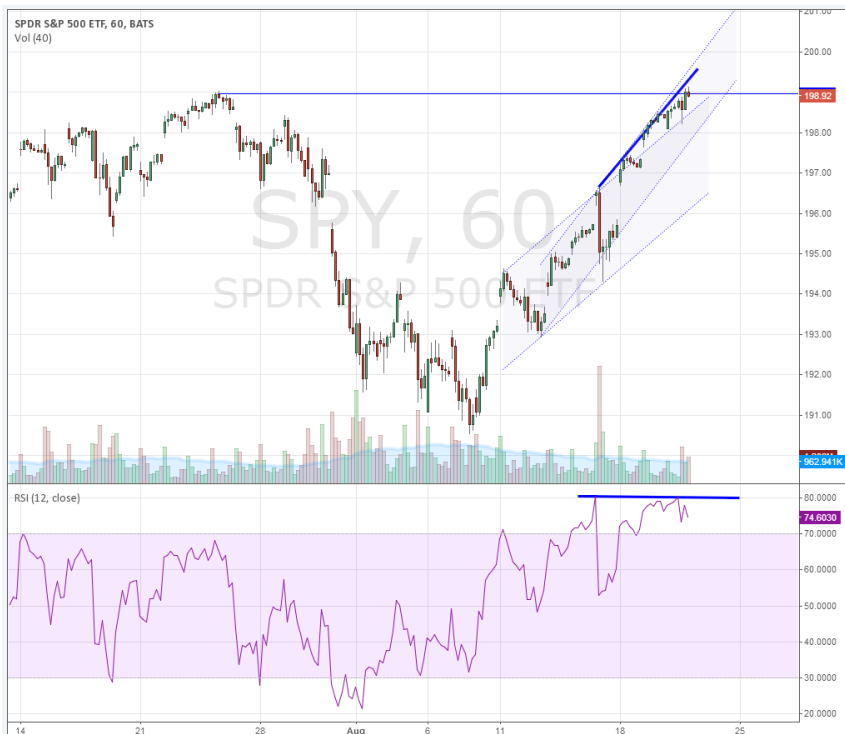 SPDR S&P 500 ETF, 60, BATS
Vol (40)
201.00
200.00
198.92
198.00
197.00
196.00
195.00
194.00
193.00
192.00
191.00
SPY, 60
SPDR S&P 500 ETF
962.941K
RSI (12, close)
80.0000
74.6030
70.0000
60.0000
50.0000
40.0000
30.0000
20.0000
14 21 28 Aug 6 11 18 25